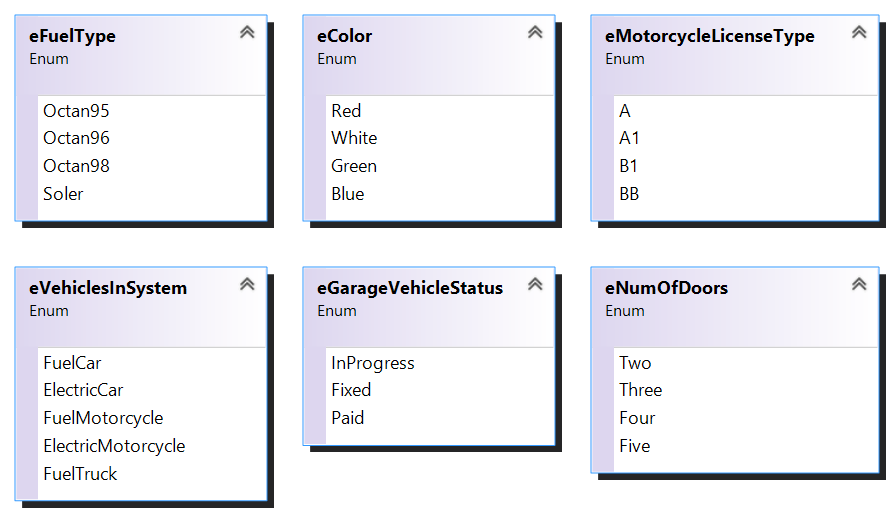 eFuelType
Enum
Octan95
Octan96
Octan98
Soler
eColor
Enum
Red
White
Green
Blue
eMotorcycleLicenseType
Enum
A
A1
B1
BB
eVehiclesInSystem
Enum
FuelCar
ElectricCar
FuelMotorcycle
ElectricMotorcycle
FuelTruck
eGarageVehicleStatus
Enum
InProgress
Fixed
Paid
eNumOfDoors
Enum
Two
Three
Four
Five